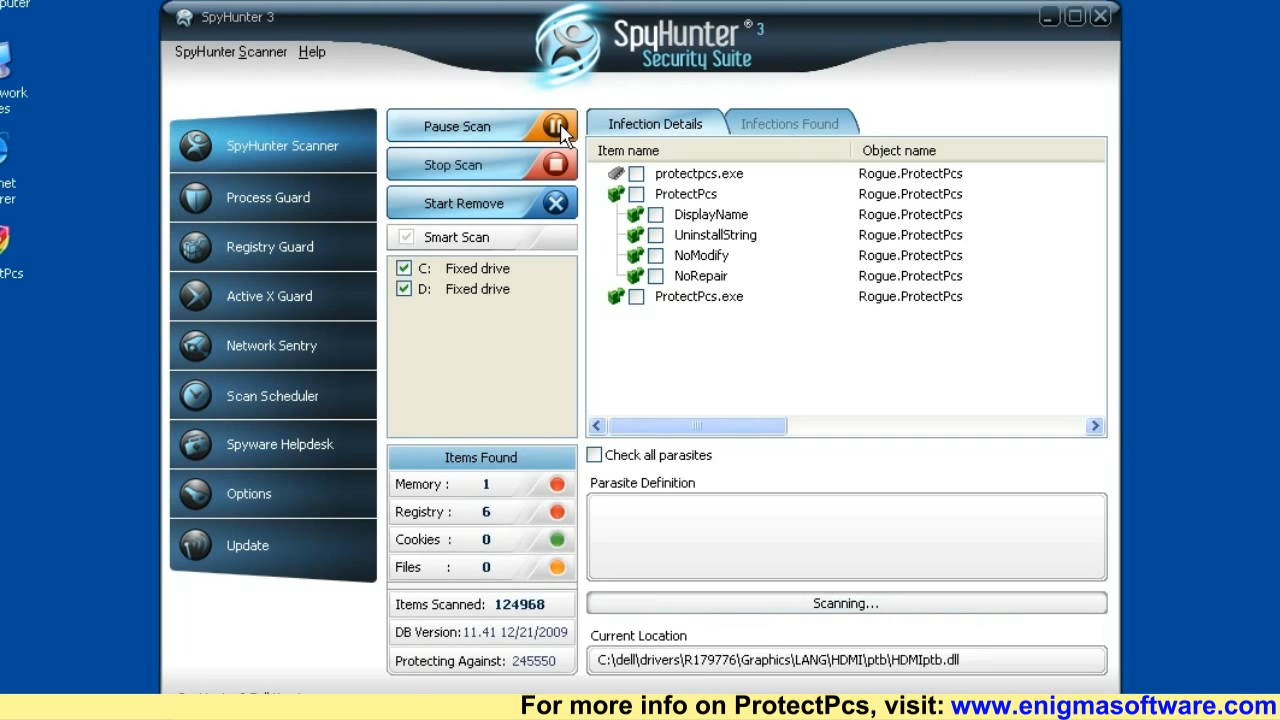 puter
SpyHunter 3
SpyHunter ® 3
Security Suite
SpyHunter Scanner Help
work
es
net
rer
tPcs
SpyHunter Scanner
Process Guard
Registry Guard
Active X Guard
Network Sentry
Scan Scheduler
Spyware Helpdesk
Options
Update
Pause Scan
Stop Scan
Start Remove
Smart Scan
C: Fixed drive
D: Fixed drive
Items Found
Memory : 1
Registry : 6
Cookies : 0
Files : 0
Items Scanned: 124968
DB Version: 11.41 12/21/2009
Protecting Against: 245550
Infection Details Infections Found
Item name Object name
protectpcs.exe Rogue.ProtectPcs
ProtectPcs Rogue.ProtectPcs
DisplayName Rogue.ProtectPcs
UninstallString Rogue.ProtectPcs
NoModify Rogue.ProtectPcs
NoRepair Rogue.ProtectPcs
ProtectPcs.exe Rogue.ProtectPcs
Check all parasites
Parasite Definition
Scanning...
Current Location
C:\dell\drivers\R179776\Graphics\LANG\HDMI\ptb\HDMIptb.dll
For more info on ProtectPcs, visit: www.enigmasoftware.com